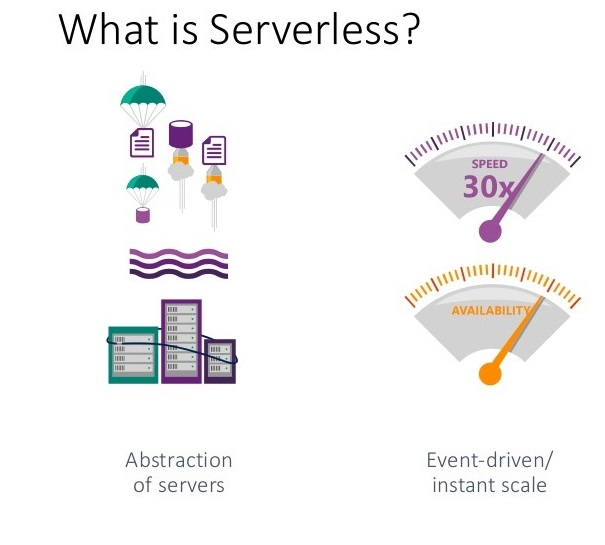 What is Serverless?
SPEED
30x
AVAILABILITY
Abstraction
of servers
Event-driven/
instant scale